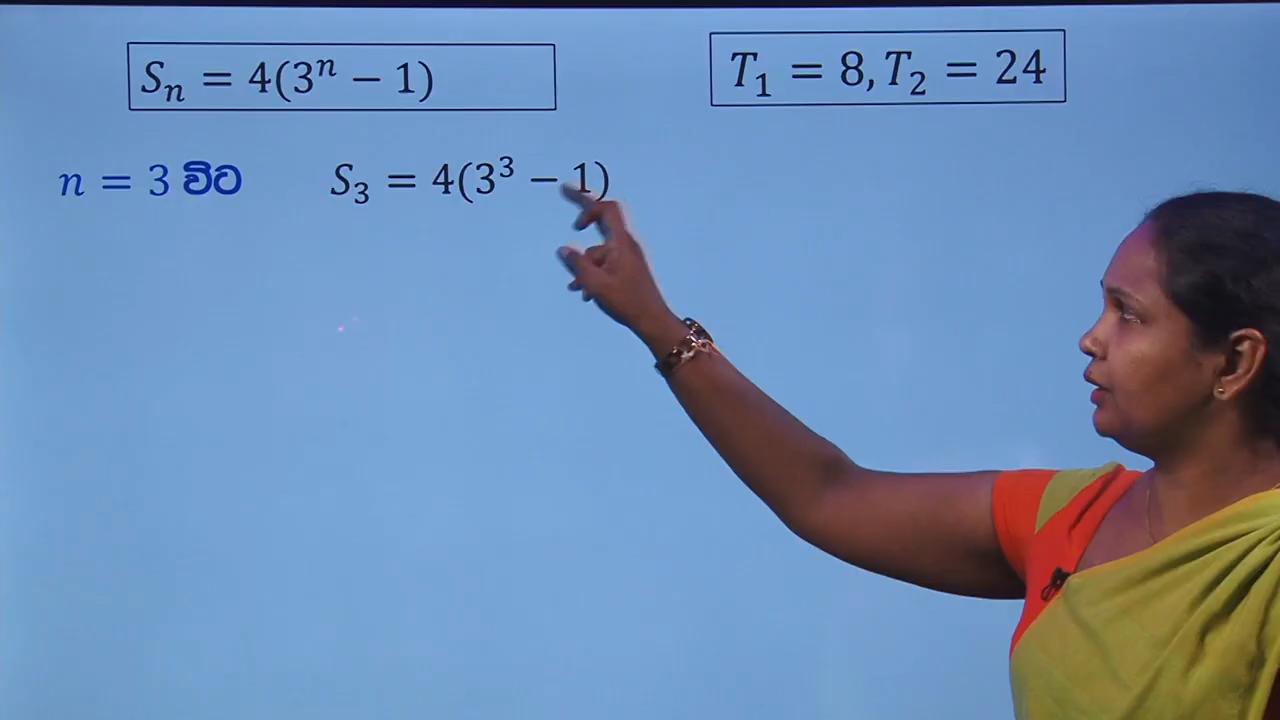 Sₙ = 4(3ⁿ − 1)
T₁ = 8, T₂ = 24
n = 3 විට S₃ = 4(3³ − 1)